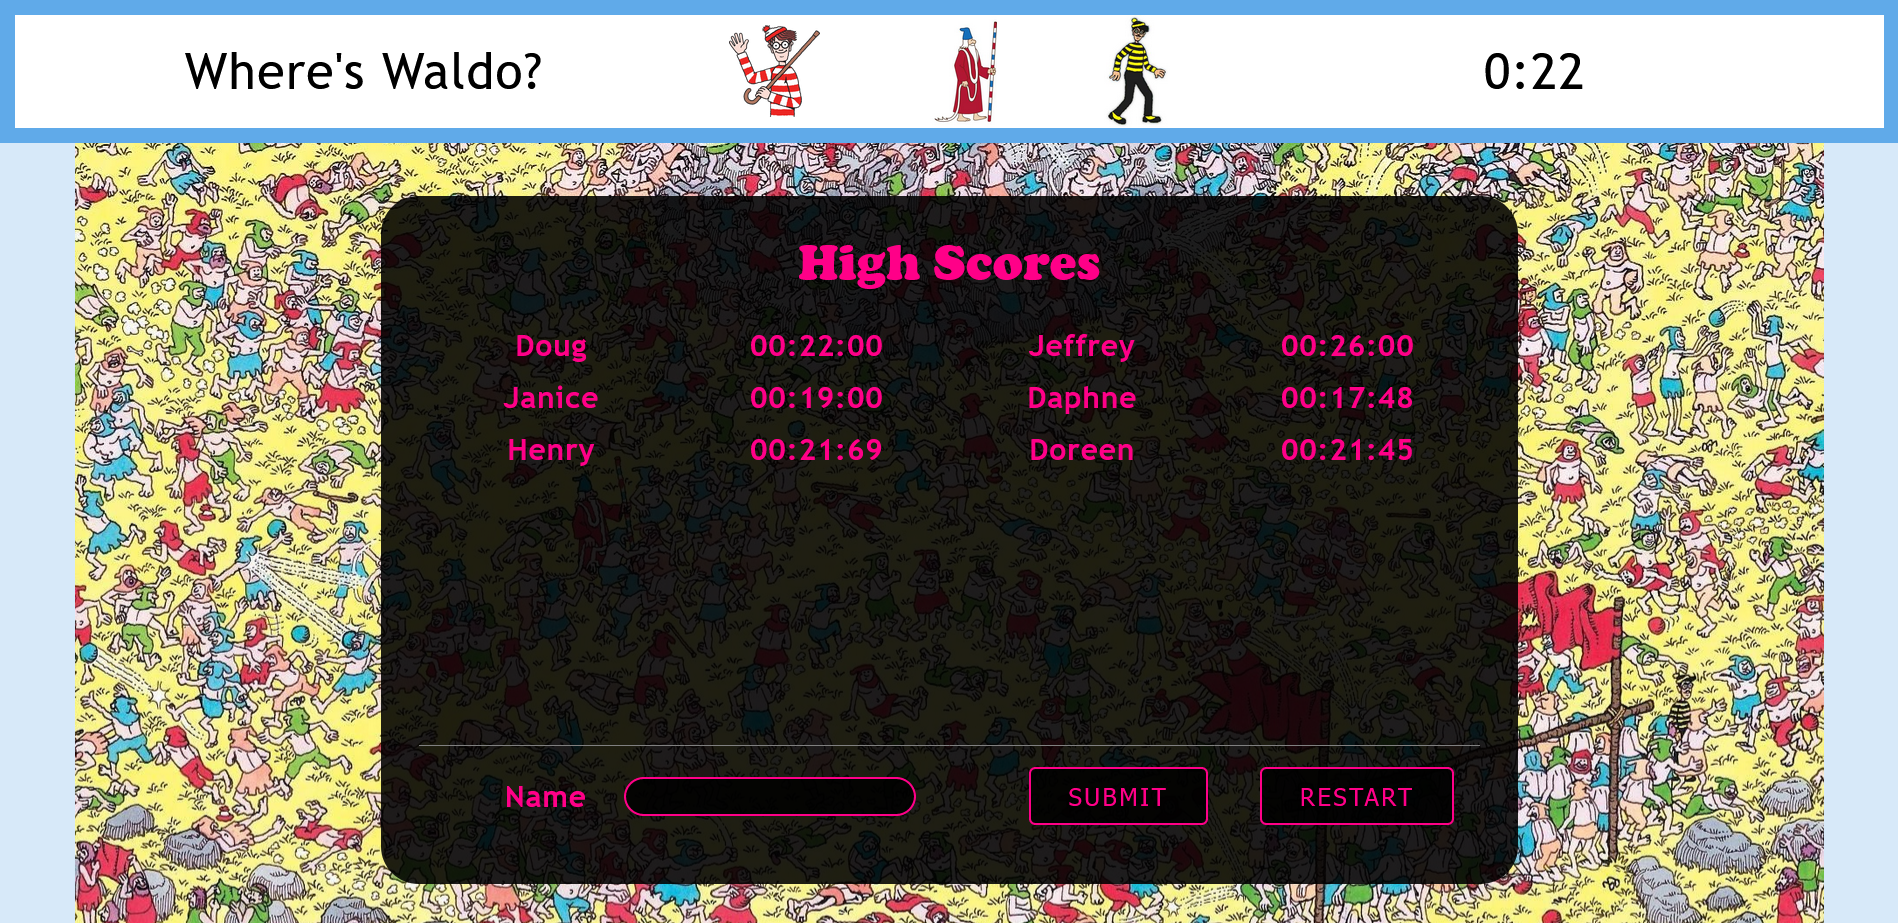 Where's Waldo? 0:22
High Scores
Doug 00:22:00 Jeffrey 00:26:00
Janice 00:19:00 Daphne 00:17:48
Henry 00:21:69 Doreen 00:21:45
Name SUBMIT RESTART